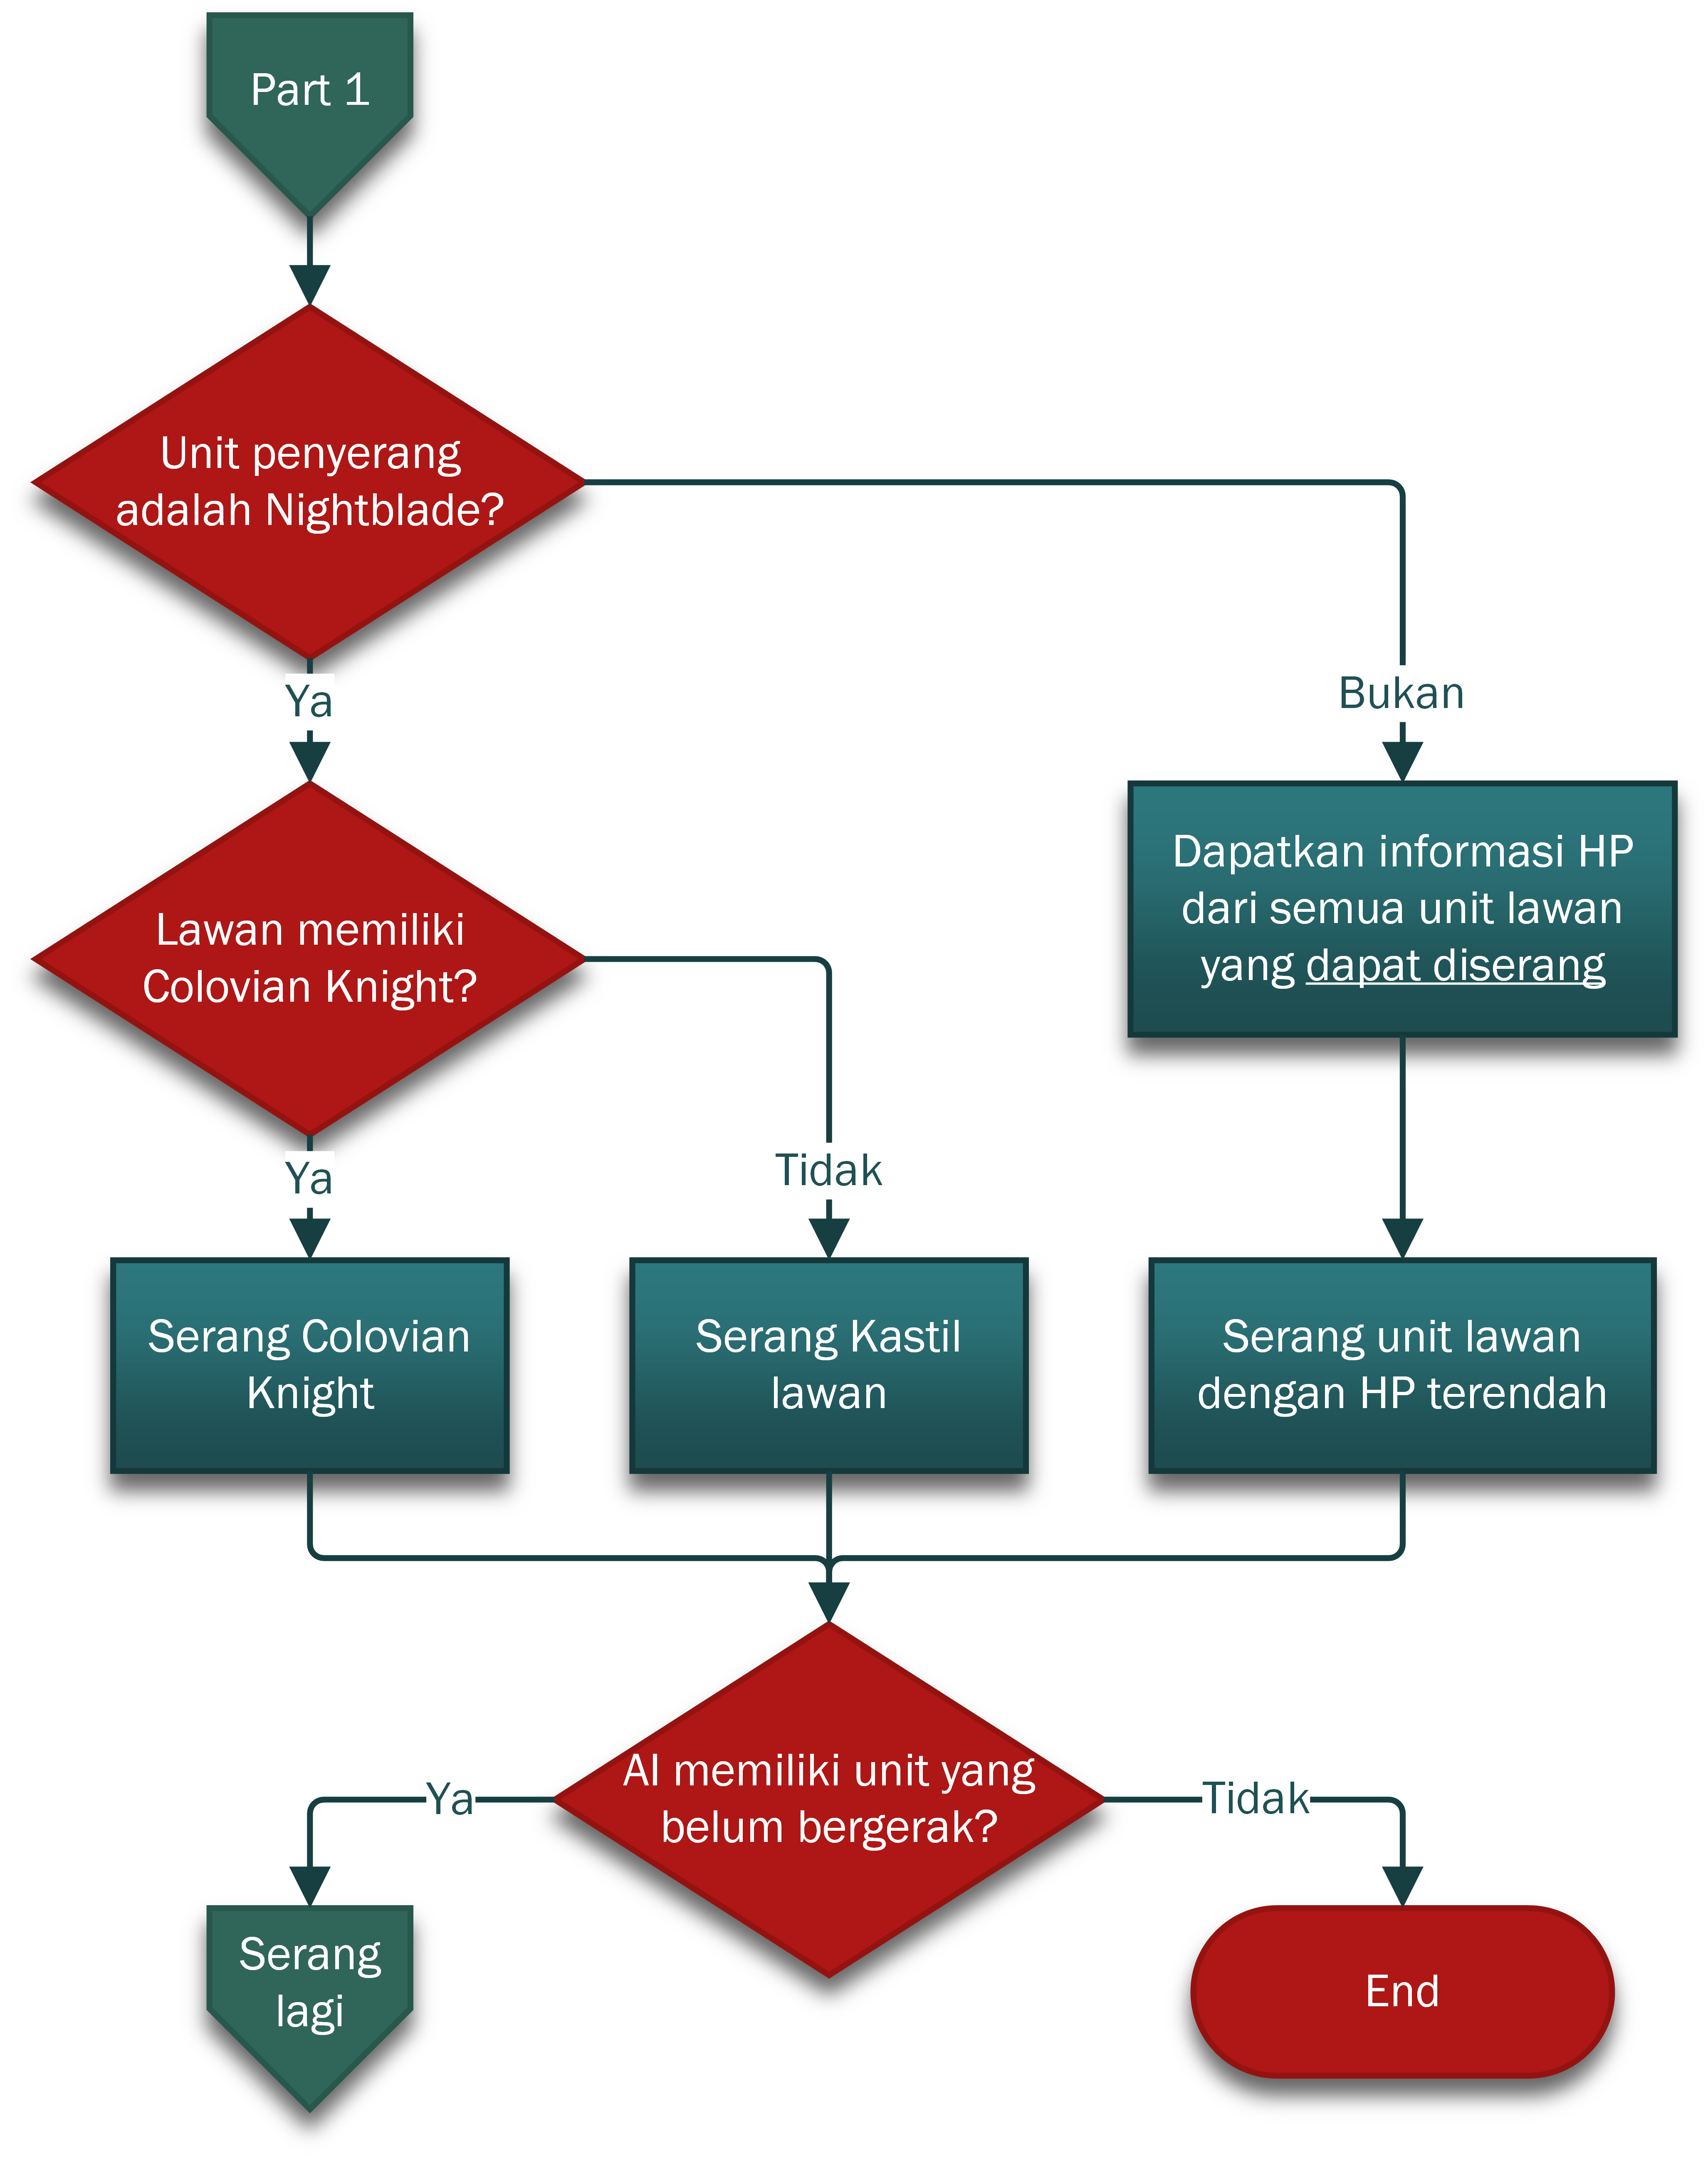 Part 1
Unit penyerang
adalah Nightblade?
Ya
Bukan
Lawan memiliki
Colovian Knight?
Dapatkan informasi HP
dari semua unit lawan
yang dapat diserang
Ya
Tidak
Serang Colovian
Knight
Serang Kastil
lawan
Serang unit lawan
dengan HP terendah
AI memiliki unit yang
belum bergerak?
Ya
Tidak
Serang
lagi
End